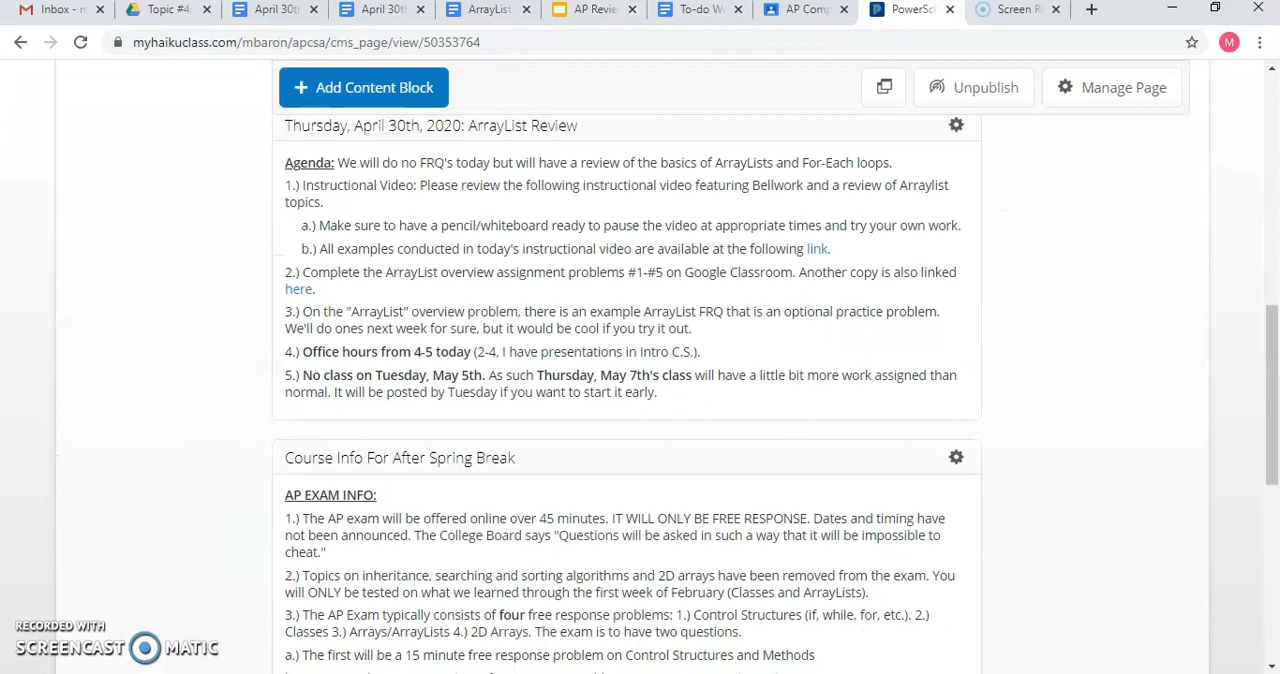 Inbox - m
Topic #4.
April 30th
April 30th
ArrayList
AP Revie
To-do W
AP Comp
PowerSch
Screen R
myhaikuclass.com/mbaron/apcsa/cms_page/view/50353764
M
+ Add Content Block
Unpublish
Manage Page
Thursday, April 30th, 2020: ArrayList Review
Agenda: We will do no FRQ's today but will have a review of the basics of ArrayLists and For-Each loops.
1.) Instructional Video: Please review the following instructional video featuring Bellwork and a review of Arraylist
topics.
a.) Make sure to have a pencil/whiteboard ready to pause the video at appropriate times and try your own work.
b.) All examples conducted in today's instructional video are available at the following link.
2.) Complete the ArrayList overview assignment problems #1-#5 on Google Classroom. Another copy is also linked
here.
3.) On the "ArrayList" overview problem, there is an example ArrayList FRQ that is an optional practice problem.
We'll do ones next week for sure, but it would be cool if you try it out.
4.) Office hours from 4-5 today (2-4, I have presentations in Intro C.S.).
5.) No class on Tuesday, May 5th. As such Thursday, May 7th's class will have a little bit more work assigned than
normal. It will be posted by Tuesday if you want to start it early.
Course Info For After Spring Break
AP EXAM INFO:
1.) The AP exam will be offered online over 45 minutes. IT WILL ONLY BE FREE RESPONSE. Dates and timing have
not been announced. The College Board says "Questions will be asked in such a way that it will be impossible to
cheat."
2.) Topics on inheritance, searching and sorting algorithms and 2D arrays have been removed from the exam. You
will ONLY be tested on what we learned through the first week of February (Classes and ArrayLists).
3.) The AP Exam typically consists of four free response problems: 1.) Control Structures (if, while, for, etc.). 2.)
Classes 3.) Arrays/ArrayLists 4.) 2D Arrays. The exam is to have two questions.
a.) The first will be a 15 minute free response problem on Control Structures and Methods
RECORDED WITH
SCREENCAST MATIC